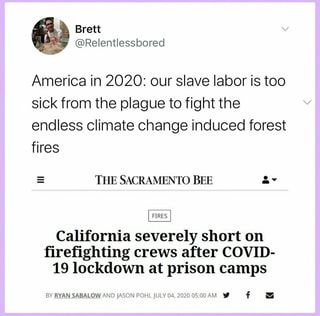 Brett
@Relentlessbored
America in 2020: our slave labor is too
sick from the plague to fight the
endless climate change induced forest
fires
THE SACRAMENTO BEE
FIRES
California severely short on
firefighting crews after COVID-
19 lockdown at prison camps
BY RYAN SABALOW AND JASON POHL JULY 04, 2020 05:00 AM